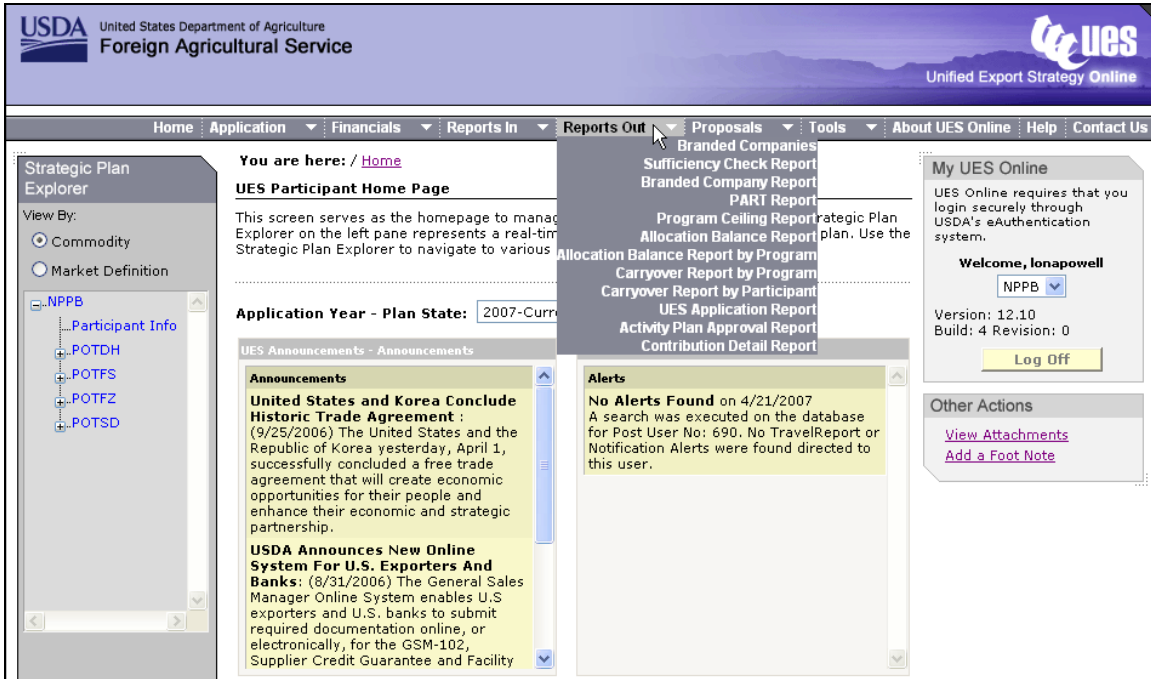 USDA United States Department of Agriculture
Foreign Agricultural Service
ues
Unified Export Strategy Online
Home Application Financials Reports In Reports Out Proposals Tools About UES Online Help Contact Us
Branded Companies
Sufficiency Check Report
Branded Company Report
PART Report
Program Ceiling Report
Allocation Balance Report
Allocation Balance Report by Program
Carryover Report by Program
Carryover Report by Participant
UES Application Report
Activity Plan Approval Report
Contribution Detail Report
Strategic Plan
Explorer
View By:
Commodity
Market Definition
NPPB
Participant Info
POTDH
POTFS
POTFZ
POTSD
You are here: / Home
UES Participant Home Page
This screen serves as the homepage to manag rategic Plan
Explorer on the left pane represents a real-tim plan. Use the
Strategic Plan Explorer to navigate to various
Application Year - Plan State: 2007-Curr
UES Announcements - Announcements
Announcements
United States and Korea Conclude
Historic Trade Agreement :
(9/25/2006) The United States and the
Republic of Korea yesterday, April 1,
successfully concluded a free trade
agreement that will create economic
opportunities for their people and
enhance their economic and strategic
partnership.
USDA Announces New Online
System For U.S. Exporters And
Banks: (8/31/2006) The General Sales
Manager Online System enables U.S
exporters and U.S. banks to submit
required documentation online, or
electronically, for the GSM-102,
Supplier Credit Guarantee and Facility
Alerts
No Alerts Found on 4/21/2007
A search was executed on the database
for Post User No: 690. No TravelReport or
Notification Alerts were found directed to
this user.
My UES Online
UES Online requires that you
login securely through
USDA's eAuthentication
system.
Welcome, lonapowell
NPPB
Version: 12.10
Build: 4 Revision: 0
Log Off
Other Actions
View Attachments
Add a Foot Note